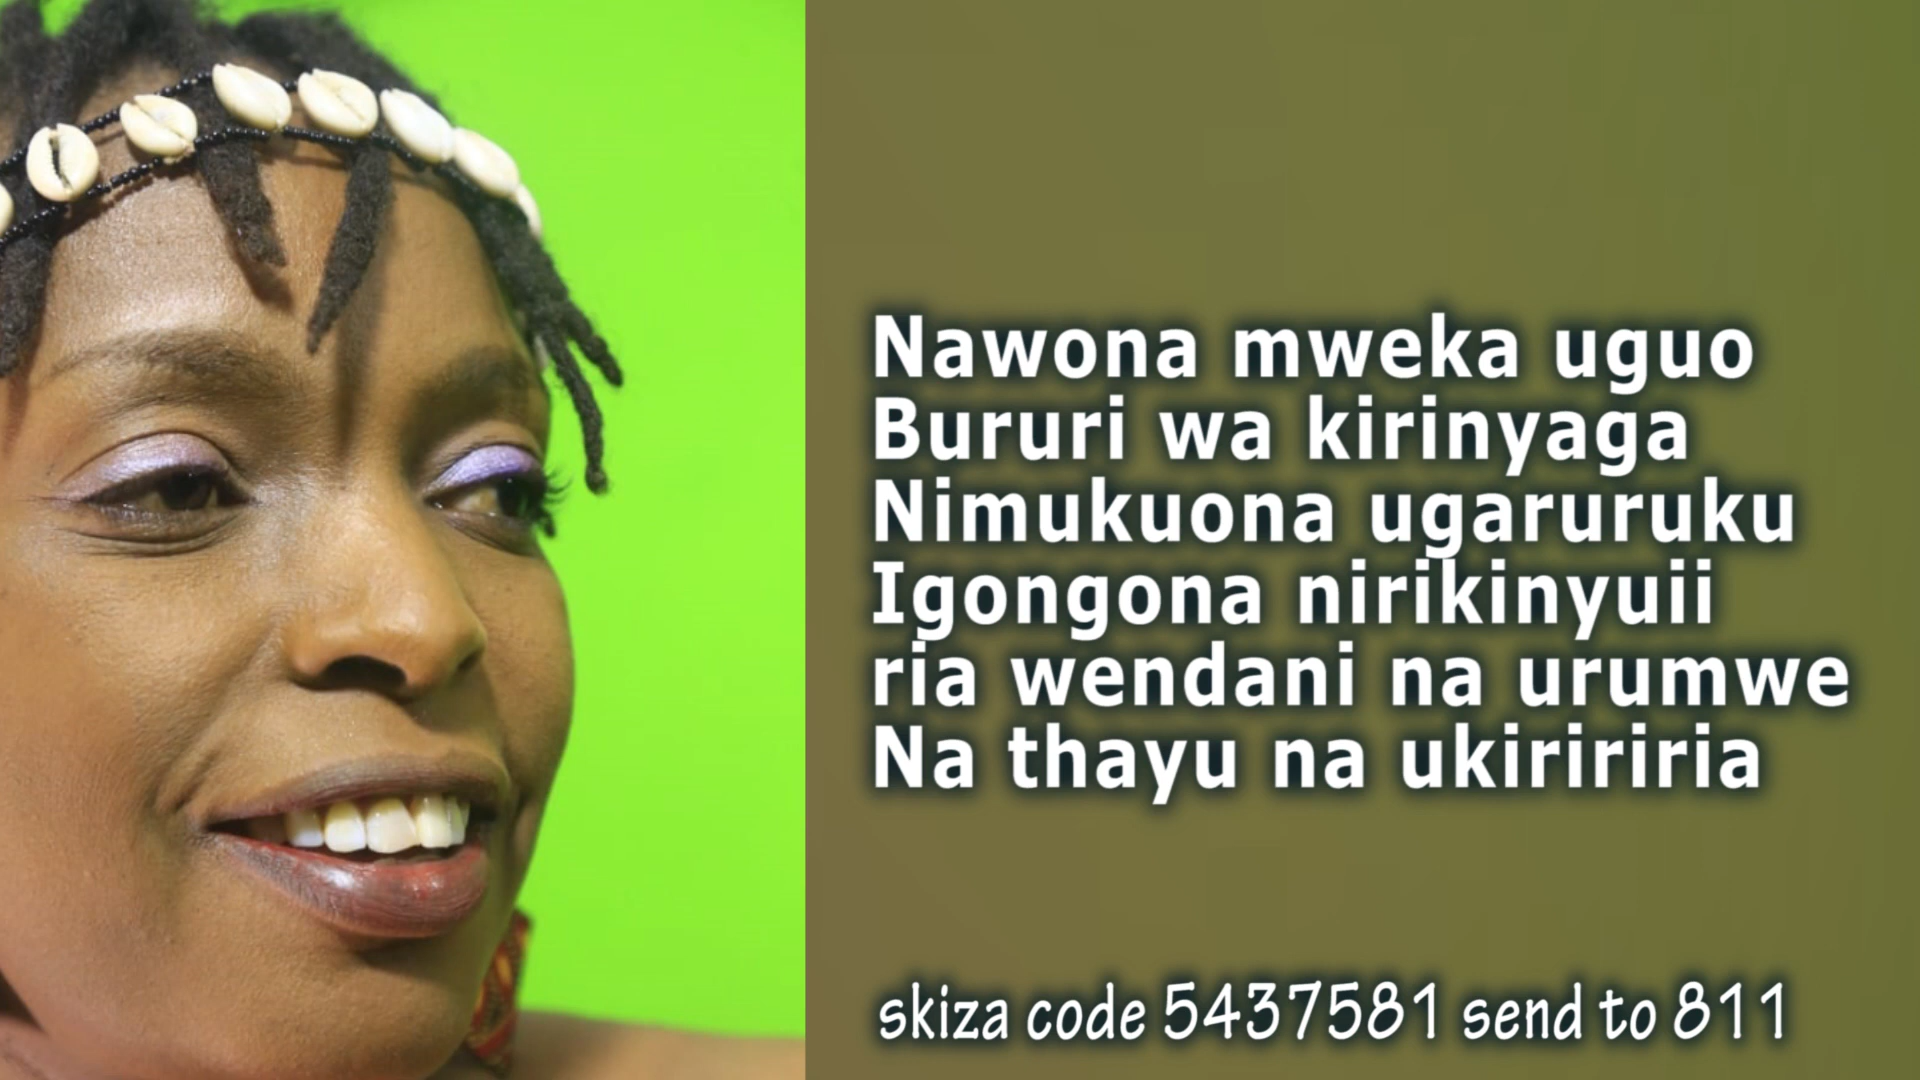 Nawona mweka uguo
Bururi wa kirinyaga
Nimukuona ugaruruku
Igongona nirikinyuii
ria wendani na urumwe
Na thayu na ukiririria
skiza code 5437581 send to 811